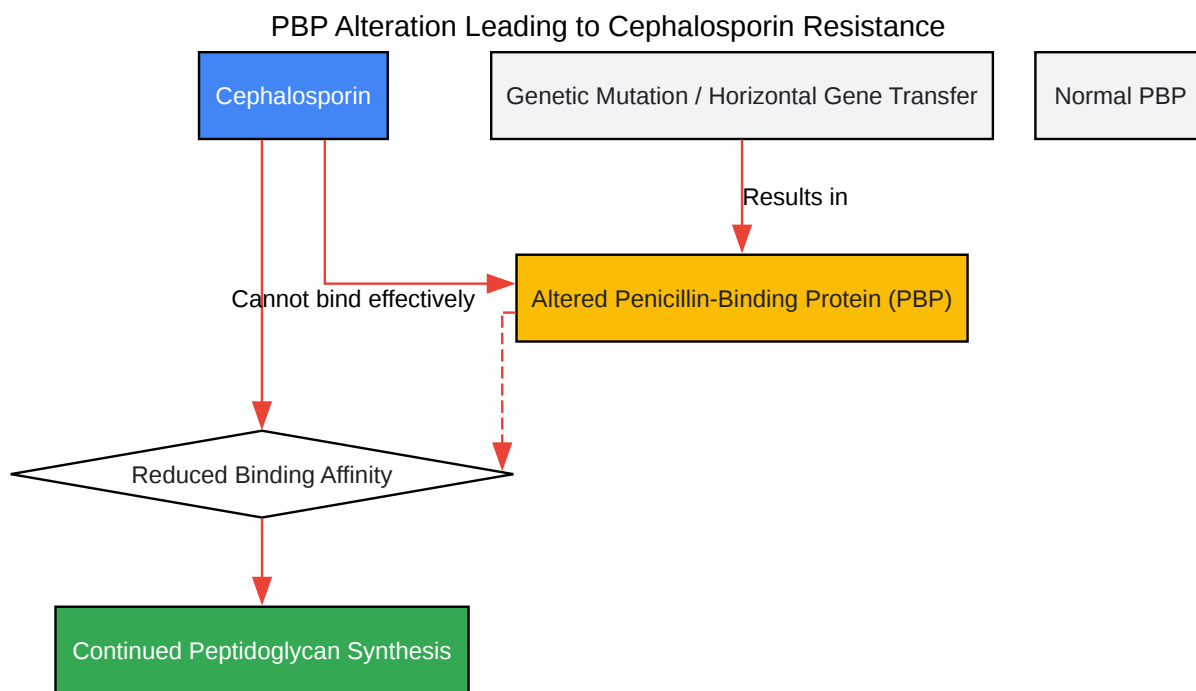 PBP Alteration Leading to Cephalosporin Resistance
Cephalosporin
Genetic Mutation / Horizontal Gene Transfer
Normal PBP
Results in
Cannot bind effectively
Altered Penicillin-Binding Protein (PBP)
Reduced Binding Affinity
Continued Peptidoglycan Synthesis